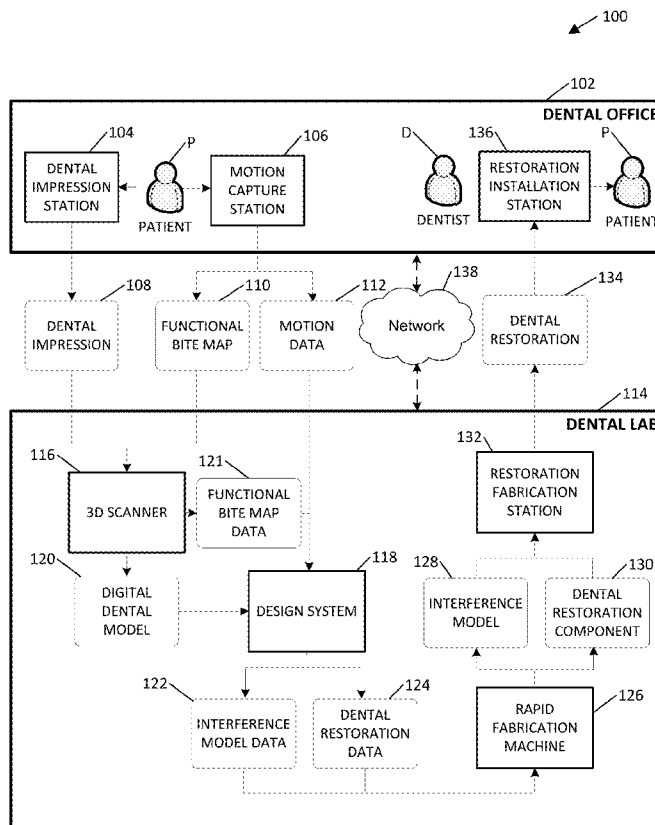 100
102
DENTAL OFFICE
104
P
106
D
136
P
DENTAL
IMPRESSION
STATION
PATIENT
MOTION
CAPTURE
STATION
DENTIST
RESTORATION
INSTALLATION
STATION
PATIENT
108
110
112
138
134
DENTAL
IMPRESSION
FUNCTIONAL
BITE MAP
MOTION
DATA
Network
DENTAL
RESTORATION
114
DENTAL LAB
116
121
132
3D SCANNER
FUNCTIONAL
BITE MAP
DATA
RESTORATION
FABRICATION
STATION
120
118
128
130
DIGITAL
DENTAL
MODEL
DESIGN SYSTEM
INTERFERENCE
MODEL
DENTAL
RESTORATION
COMPONENT
122
124
126
INTERFERENCE
MODEL DATA
DENTAL
RESTORATION
DATA
RAPID
FABRICATION
MACHINE